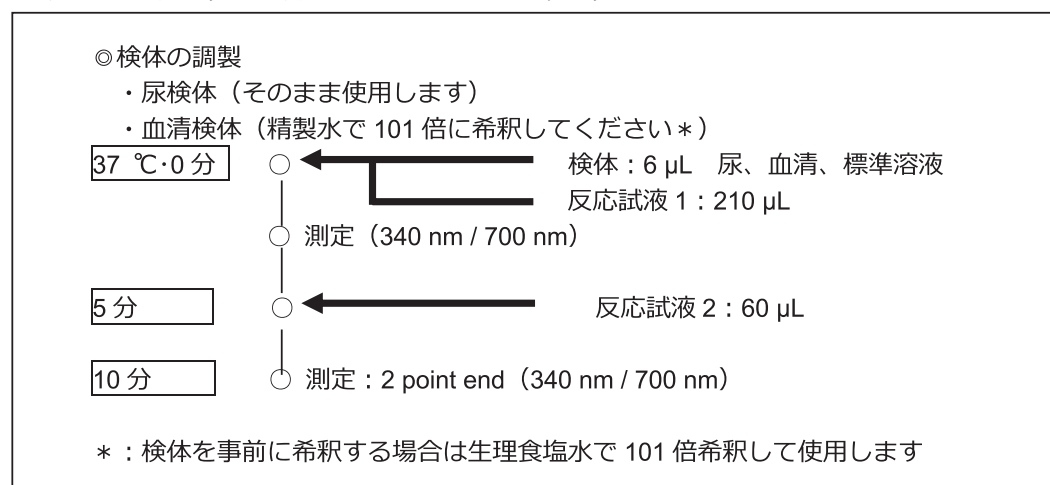 ◎検体の調製
・尿検体（そのまま使用します）
・血清検体（精製水で 101 倍に希釈してください＊）
37 ℃･0 分
検体：6 µL 尿、血清、標準溶液
反応試液 1：210 µL
測定（340 nm / 700 nm）
5 分
反応試液 2：60 µL
10 分
測定：2 point end（340 nm / 700 nm）
＊：検体を事前に希釈する場合は生理食塩水で 101 倍希釈して使用します